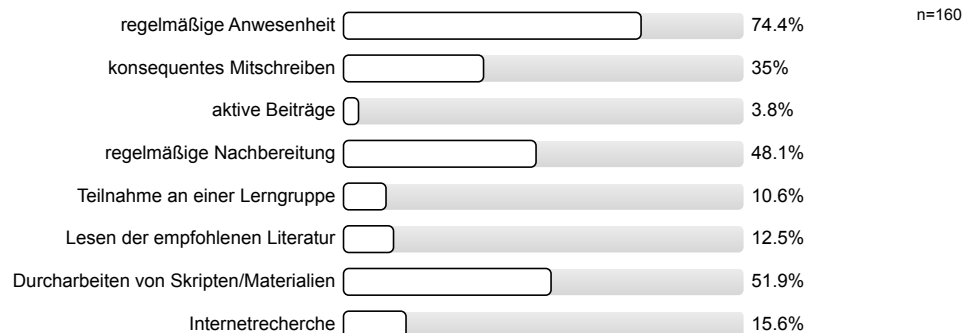 regelmäßige Anwesenheit 74.4% n=160
konsequentes Mitschreiben 35%
aktive Beiträge 3.8%
regelmäßige Nachbereitung 48.1%
Teilnahme an einer Lerngruppe 10.6%
Lesen der empfohlenen Literatur 12.5%
Durcharbeiten von Skripten/Materialien 51.9%
Internetrecherche 15.6%